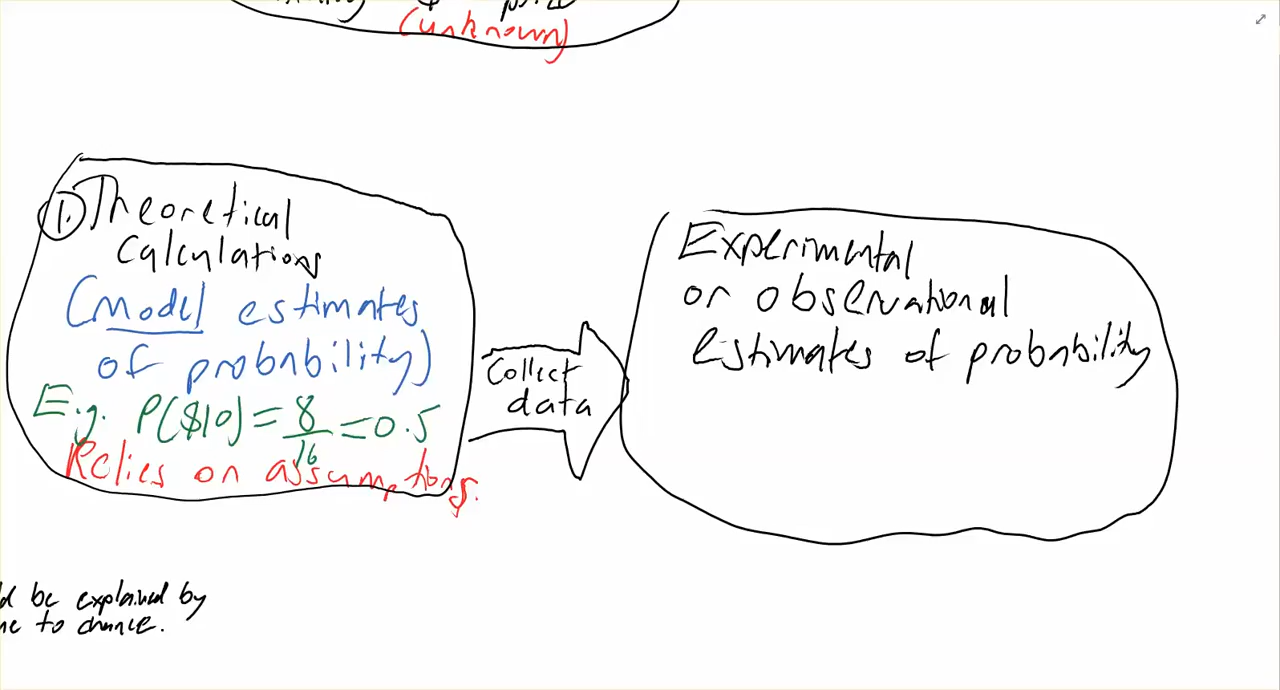 (unknown)
1. Theoretical
Calculations
(Model estimates
of probability)
E.g. P($10) = 8/16 = 0.5
Relies on assumptions.
Collect
data
Experimental
or observational
estimates of probability
be explained by
to chance.